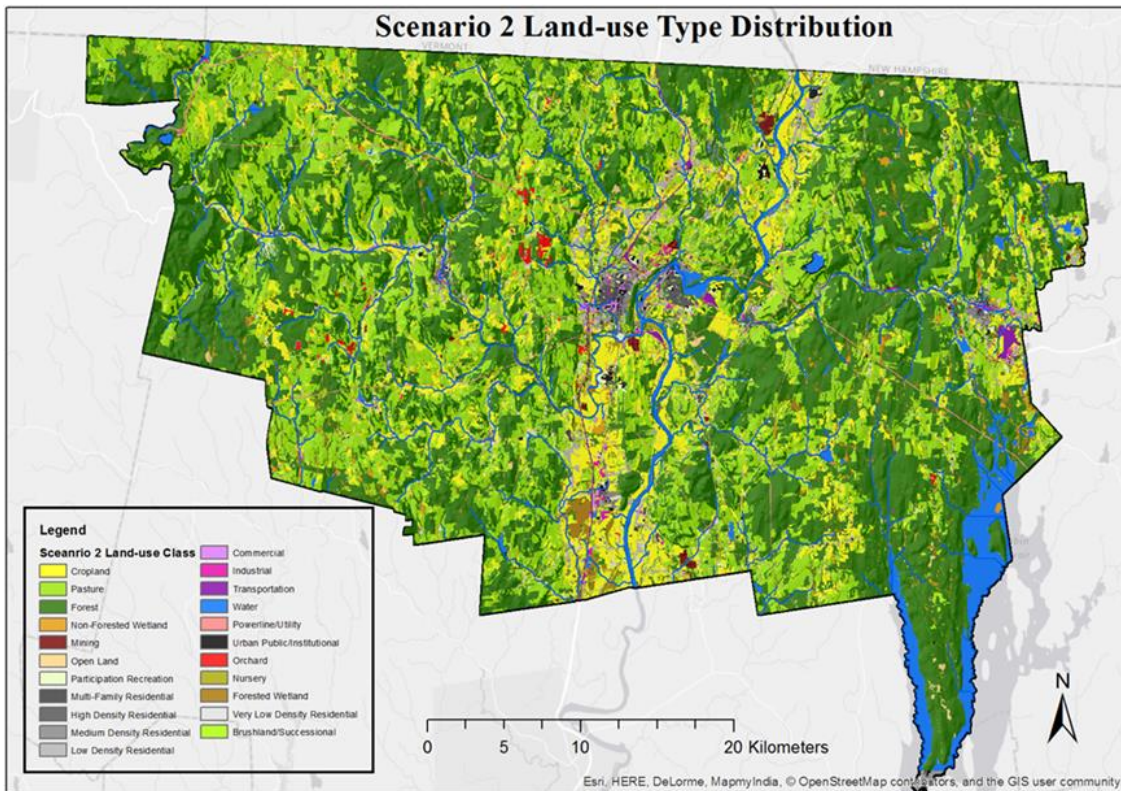 Scenario 2 Land-use Type Distribution
VERMONT
NEW HAMPSHIRE
Legend
Sceanrio 2 Land-use Class
Cropland
Pasture
Forest
Non-Forested Wetland
Mining
Open Land
Participation Recreation
Multi-Family Residential
High Density Residential
Medium Density Residential
Low Density Residential
Commercial
Industrial
Transportation
Water
Powerline/Utility
Urban Public/Institutional
Orchard
Nursery
Forested Wetland
Very Low Density Residential
Brushland/Successional
0 5 10 20 Kilometers
N
Esri, HERE, DeLorme, MapmyIndia, © OpenStreetMap contributors, and the GIS user community